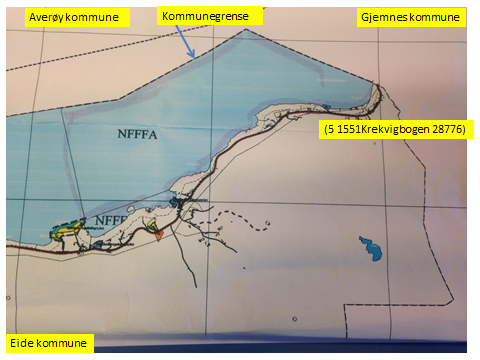 Averøy kommune
Kommunegrense
Gjemnes kommune
(5 1551Krekvigbogen 28776)
NFFFA
NFFF
Eide kommune